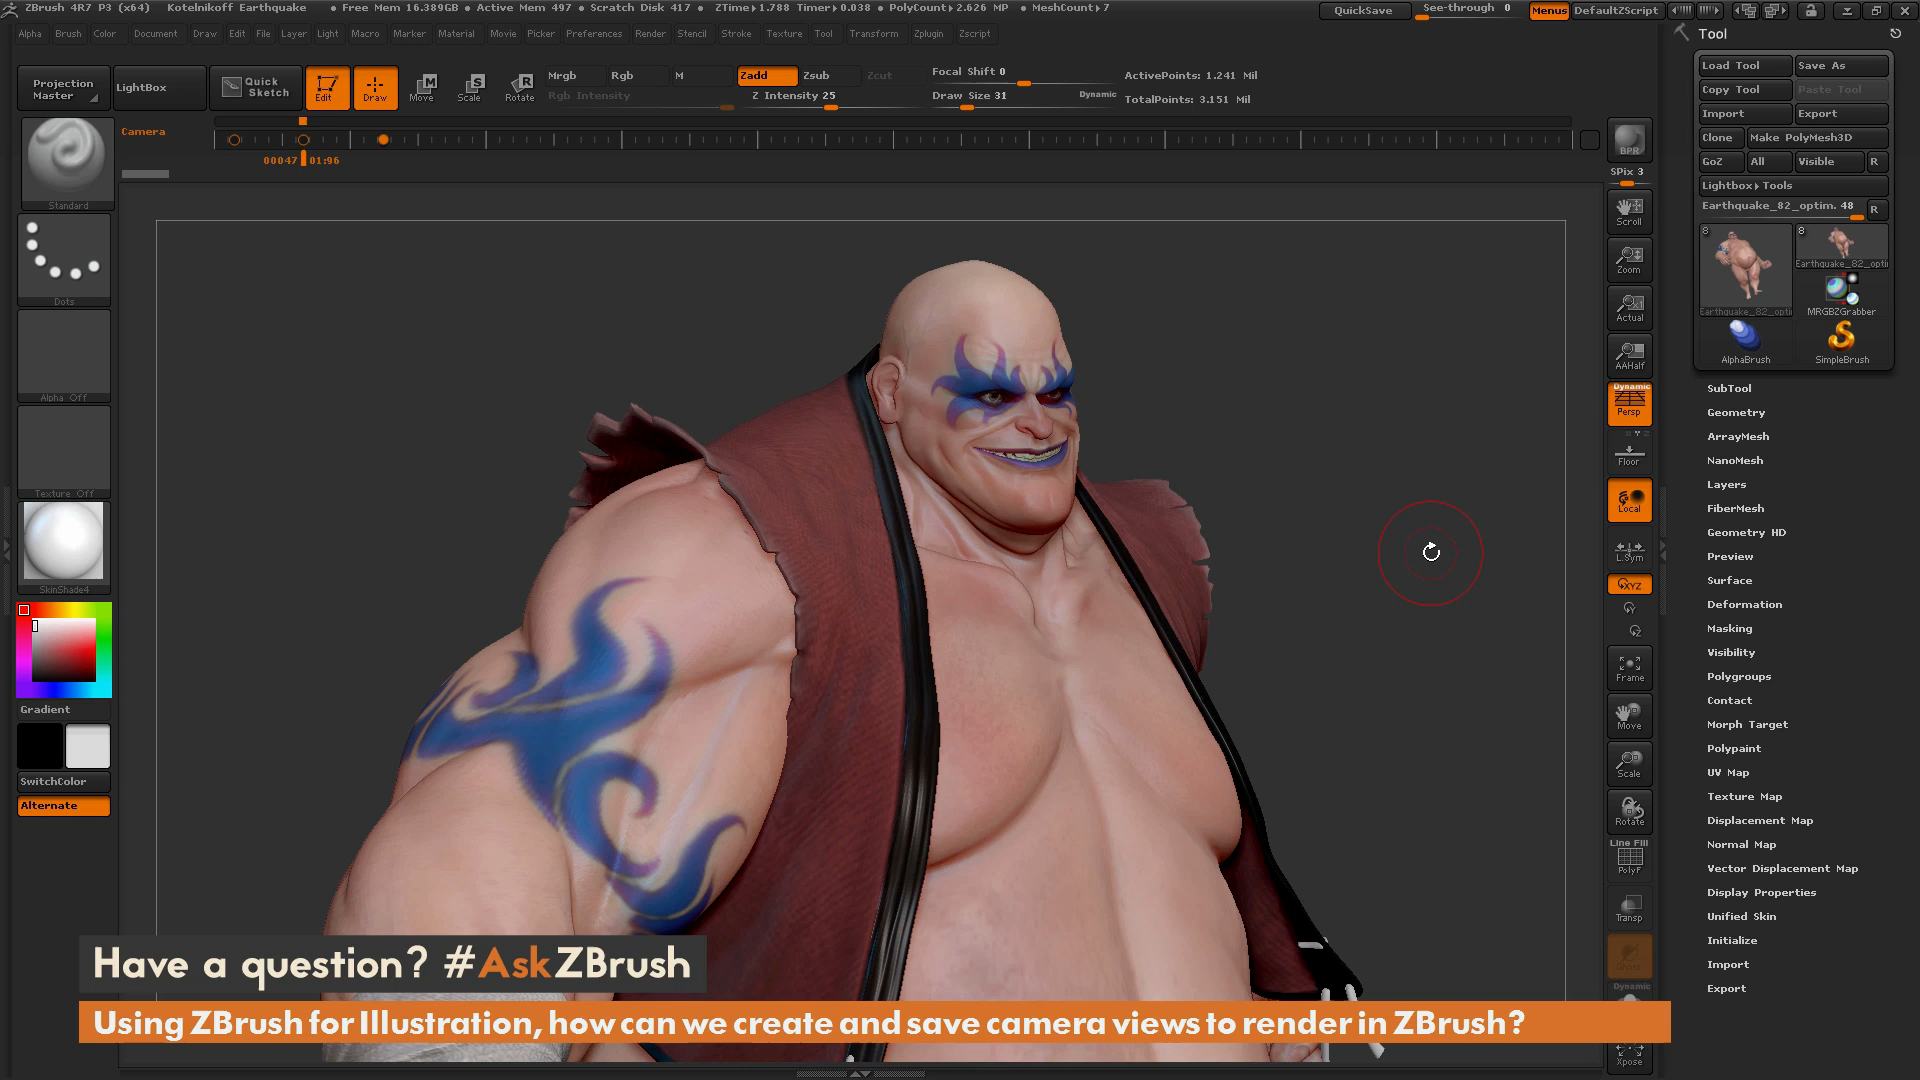 ZBrush 4R7 P3 (x64) Kotelnikoff Earthquake • Free Mem 16.389GB • Active Mem 497 • Scratch Disk 417 • ZTime▸1.788 Timer▸0.038 • PolyCount▸2.626 MP • MeshCount▸7 QuickSave See-through 0 Menus DefaultZScript
Alpha Brush Color Document Draw Edit File Layer Light Macro Marker Material Movie Picker Preferences Render Stencil Stroke Texture Tool Transform Zplugin Zscript
Projection Master
LightBox
Quick Sketch
Edit
Draw
Move
Scale
Rotate
Mrgb Rgb M Zadd Zsub Zcut
Rgb Intensity Z Intensity 25
Focal Shift 0
Draw Size 31 Dynamic
ActivePoints: 1.241 Mil
TotalPoints: 3.151 Mil
Camera
00047 01:96
Standard
Dots
Alpha Off
Texture Off
SkinShade4
Gradient
SwitchColor
Alternate
BPR
SPix 3
Scroll
Zoom
Actual
AAHalf
Dynamic
Persp
Floor
Local
L.Sym
XYZ
Y
Z
Frame
Move
Scale
Rotate
Line Fill
PolyF
Transp
Dynamic
Xpose
Tool
Load Tool Save As
Copy Tool Paste Tool
Import Export
Clone Make PolyMesh3D
GoZ All Visible R
Lightbox▸Tools
Earthquake_82_optim. 48 R
8 8
Earthquake_82_opti
Earthquake_82_opti MRGBZGrabber
AlphaBrush SimpleBrush
SubTool
Geometry
ArrayMesh
NanoMesh
Layers
FiberMesh
Geometry HD
Preview
Surface
Deformation
Masking
Visibility
Polygroups
Contact
Morph Target
Polypaint
UV Map
Texture Map
Displacement Map
Normal Map
Vector Displacement Map
Display Properties
Unified Skin
Initialize
Import
Export
Have a question? #AskZBrush
Using ZBrush for Illustration, how can we create and save camera views to render in ZBrush?